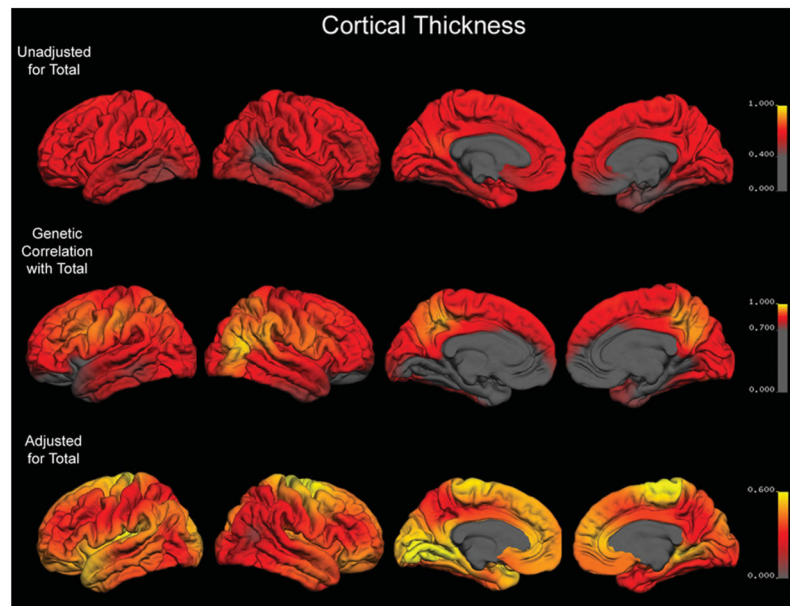 Cortical Thickness
Unadjusted
for Total
1.000
0.400
0.000
Genetic
Correlation
with Total
1.000
0.700
0.000
Adjusted
for Total
0.600
0.000